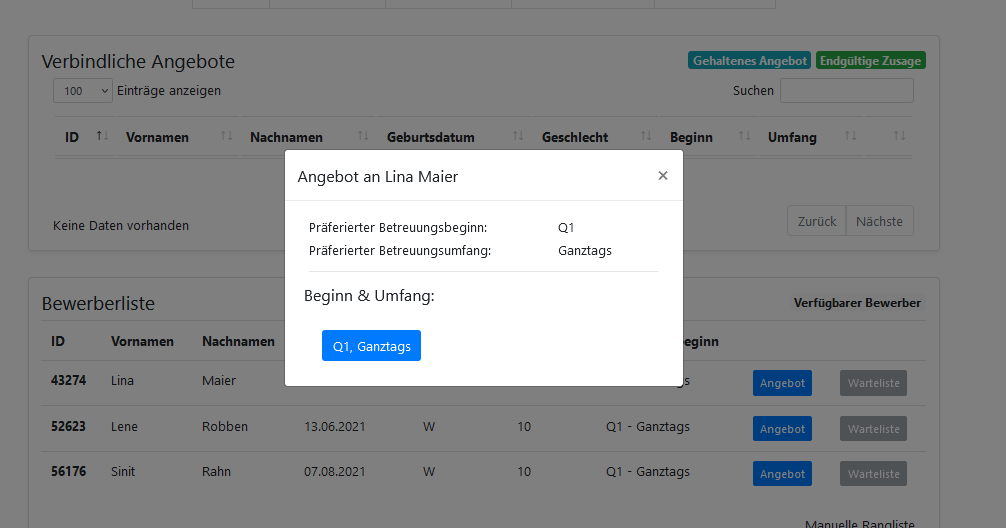 Verbindliche Angebote Gehaltenes Angebot Endgültige Zusage
100 Einträge anzeigen Suchen
ID Vornamen Nachnamen Geburtsdatum Geschlecht Beginn Umfang
Angebot an Lina Maier ×
Präferierter Betreuungsbeginn: Q1
Keine Daten vorhanden Zurück Nächste
Präferierter Betreuungsumfang: Ganztags
Beginn & Umfang:
Bewerberliste Verfügbarer Bewerber
ID Vornamen Nachnamen eginn
Q1, Ganztags
43274 Lina Maier gs Angebot Warteliste
52623 Lene Robben 13.06.2021 W 10 Q1 - Ganztags Angebot Warteliste
56176 Sinit Rahn 07.08.2021 W 10 Q1 - Ganztags Angebot Warteliste
Manuelle Rangliste